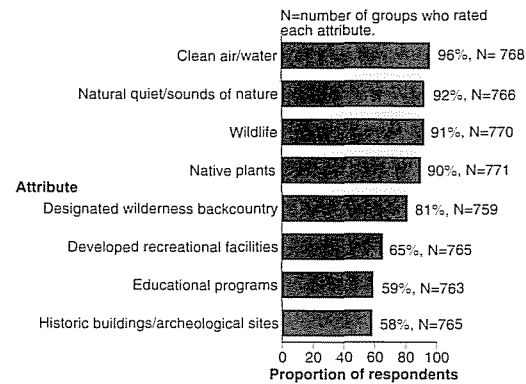 N=number of groups who rated
each attribute.
Clean air/water 96%, N= 768
Natural quiet/sounds of nature 92%, N=766
Wildlife 91%, N=770
Native plants 90%, N=771
Attribute
Designated wilderness backcountry 81%, N=759
Developed recreational facilities 65%, N=765
Educational programs 59%, N=763
Historic buildings/archeological sites 58%, N=765
0 20 40 60 80 100
Proportion of respondents